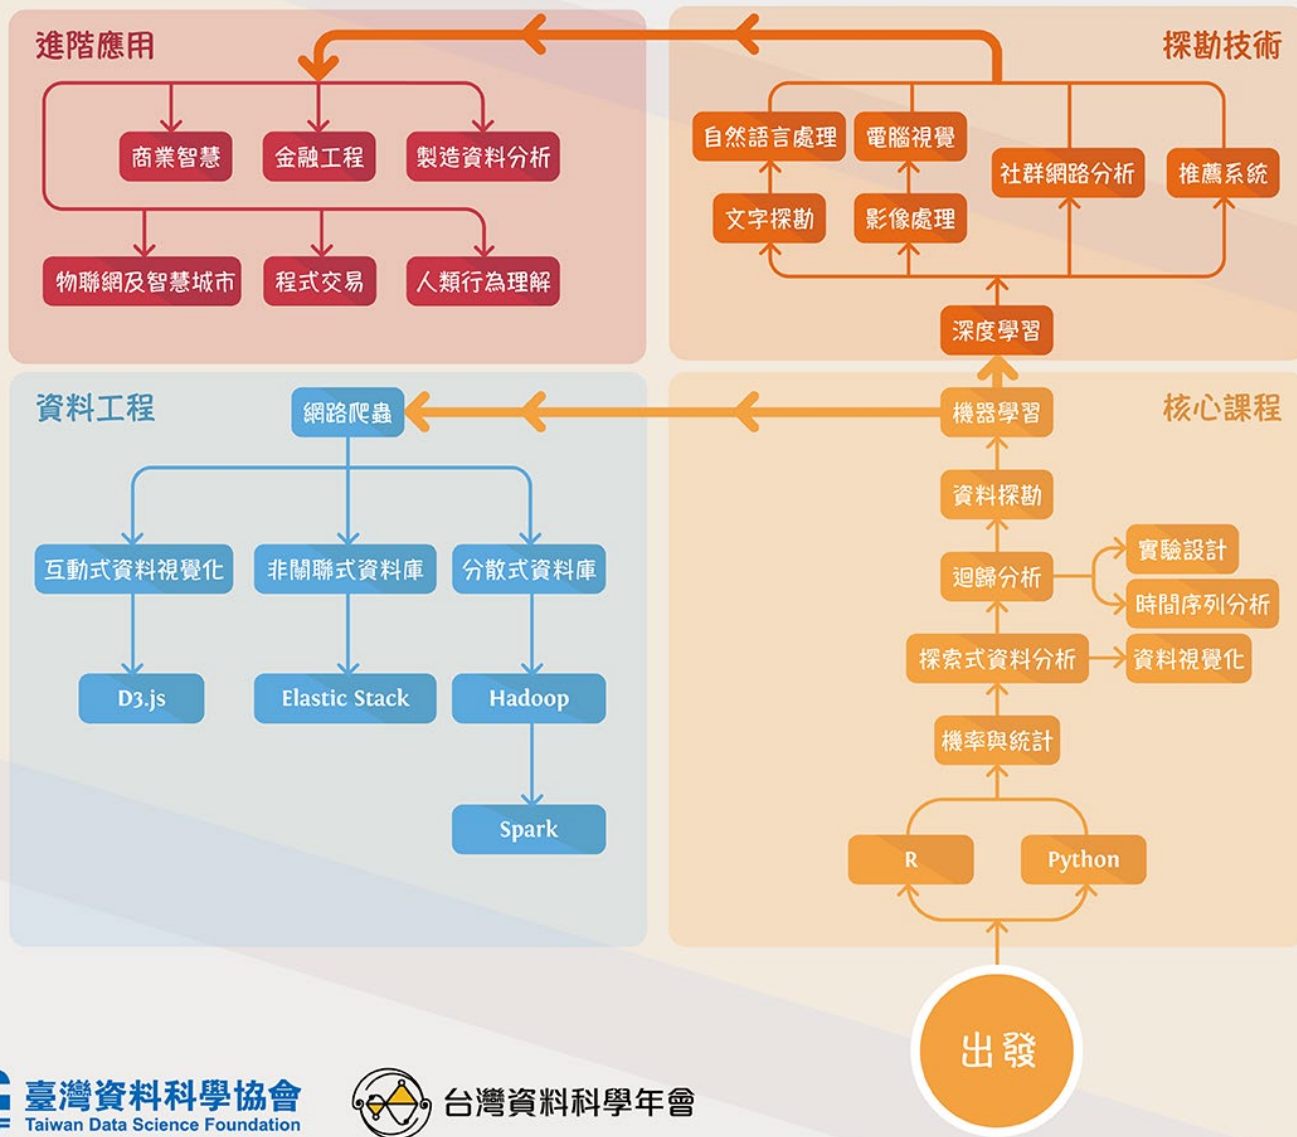 進階應用
商業智慧
金融工程
製造資料分析
物聯網及智慧城市
程式交易
人類行為理解
探勘技術
自然語言處理
電腦視覺
社群網路分析
推薦系統
文字探勘
影像處理
深度學習
資料工程
網路爬蟲
互動式資料視覺化
非關聯式資料庫
分散式資料庫
D3.js
Elastic Stack
Hadoop
Spark
核心課程
機器學習
資料探勘
迴歸分析
實驗設計
時間序列分析
探索式資料分析
資料視覺化
機率與統計
R
Python
出發
臺灣資料科學協會
Taiwan Data Science Foundation
台灣資料科學年會